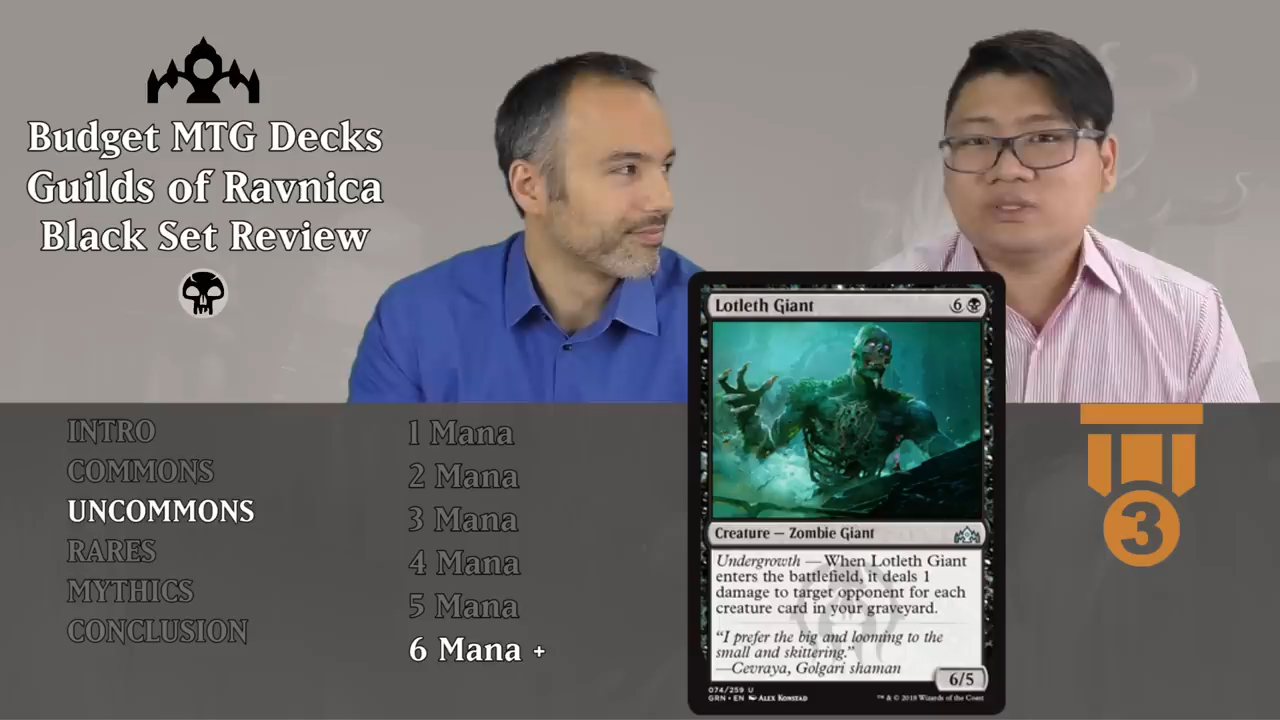 Budget MTG Decks
Guilds of Ravnica
Black Set Review
INTRO
COMMONS
UNCOMMONS
RARES
MYTHICS
CONCLUSION
1 Mana
2 Mana
3 Mana
4 Mana
5 Mana
6 Mana +
Lotleth Giant 6
Creature — Zombie Giant
Undergrowth — When Lotleth Giant
enters the battlefield, it deals 1
damage to target opponent for each
creature card in your graveyard.
"I prefer the big and looming to the
small and skittering."
—Cevraya, Golgari shaman
6/5
074/259 U
GRN • EN Alex Konstad
™ & © 2018 Wizards of the Coast
3